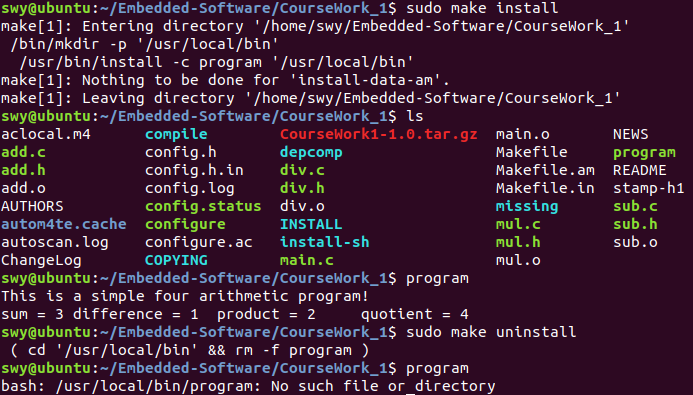 swy@ubuntu:~/Embedded-Software/CourseWork_1$ sudo make install
make[1]: Entering directory '/home/swy/Embedded-Software/CourseWork_1'
 /bin/mkdir -p '/usr/local/bin'
  /usr/bin/install -c program '/usr/local/bin'
make[1]: Nothing to be done for 'install-data-am'.
make[1]: Leaving directory '/home/swy/Embedded-Software/CourseWork_1'
swy@ubuntu:~/Embedded-Software/CourseWork_1$ ls
aclocal.m4      compile        CourseWork1-1.0.tar.gz  main.o       NEWS
add.c           config.h       depcomp                 Makefile     program
add.h           config.h.in    div.c                   Makefile.am  README
add.o           config.log     div.h                   Makefile.in  stamp-h1
AUTHORS         config.status  div.o                   missing      sub.c
autom4te.cache  configure      INSTALL                 mul.c        sub.h
autoscan.log    configure.ac   install-sh              mul.h        sub.o
ChangeLog       COPYING        main.c                  mul.o
swy@ubuntu:~/Embedded-Software/CourseWork_1$ program
This is a simple four arithmetic program!
sum = 3 difference = 1  product = 2     quotient = 4
swy@ubuntu:~/Embedded-Software/CourseWork_1$ sudo make uninstall
 ( cd '/usr/local/bin' && rm -f program )
swy@ubuntu:~/Embedded-Software/CourseWork_1$ program
bash: /usr/local/bin/program: No such file or directory